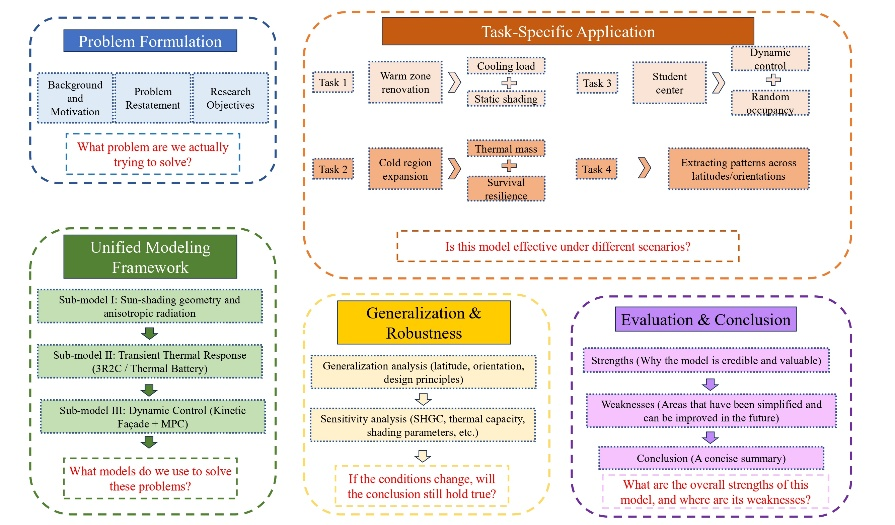 Problem Formulation
Background
and
Motivation
Problem
Restatement
Research
Objectives
What problem are we actually
trying to solve?
Task-Specific Application
Task 1
Warm zone
renovation
Cooling load
Static shading
Task 3
Student
center
Dynamic
control
Random
occupancy
Task 2
Cold region
expansion
Thermal mass
Survival
resilience
Task 4
Extracting patterns across
latitudes/orientations
Is this model effective under different scenarios?
Unified Modeling
Framework
Sub-model I: Sun-shading geometry and
anisotropic radiation
Sub-model II: Transient Thermal Response
(3R2C / Thermal Battery)
Sub-model III: Dynamic Control (Kinetic
Façade + MPC)
What models do we use to solve
these problems?
Generalization &
Robustness
Generalization analysis (latitude, orientation,
design principles)
Sensitivity analysis (SHGC, thermal capacity,
shading parameters, etc.)
If the conditions change, will
the conclusion still hold true?
Evaluation & Conclusion
Strengths (Why the model is credible and valuable)
Weaknesses (Areas that have been simplified and
can be improved in the future)
Conclusion (A concise summary)
What are the overall strengths of this
model, and where are its weaknesses?